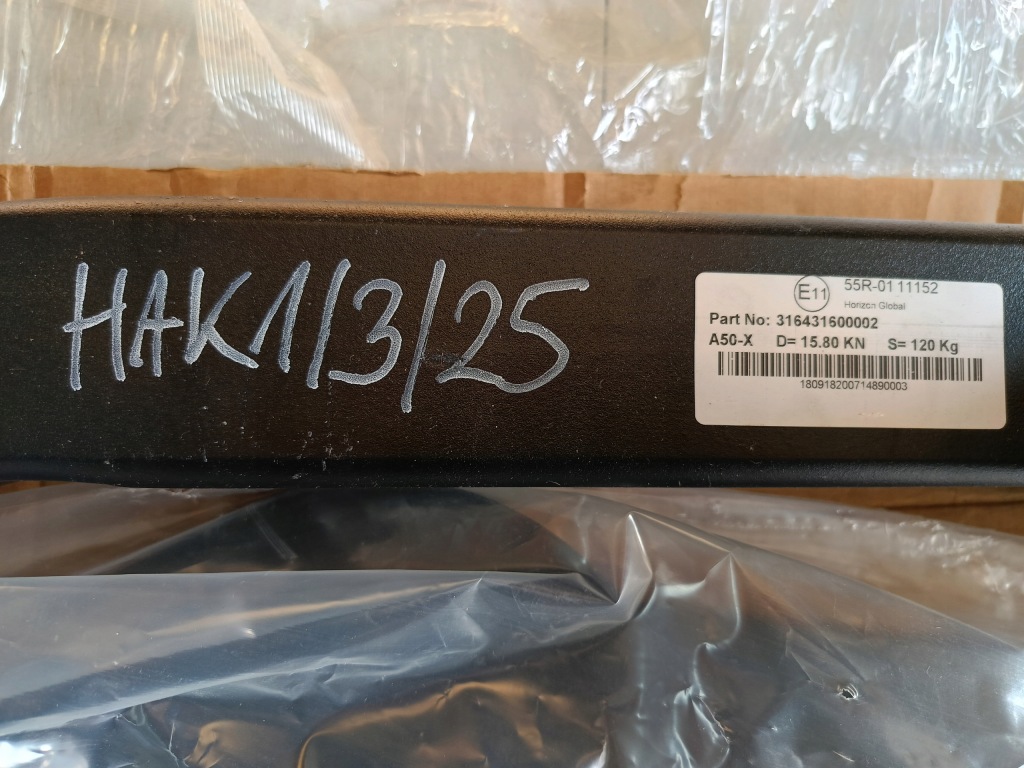 HAK1/3/25
E11 55R-01 11152
Horizon Global
Part No: 316431600002
A50-X D= 15.80 KN S= 120 Kg
180918200714890003